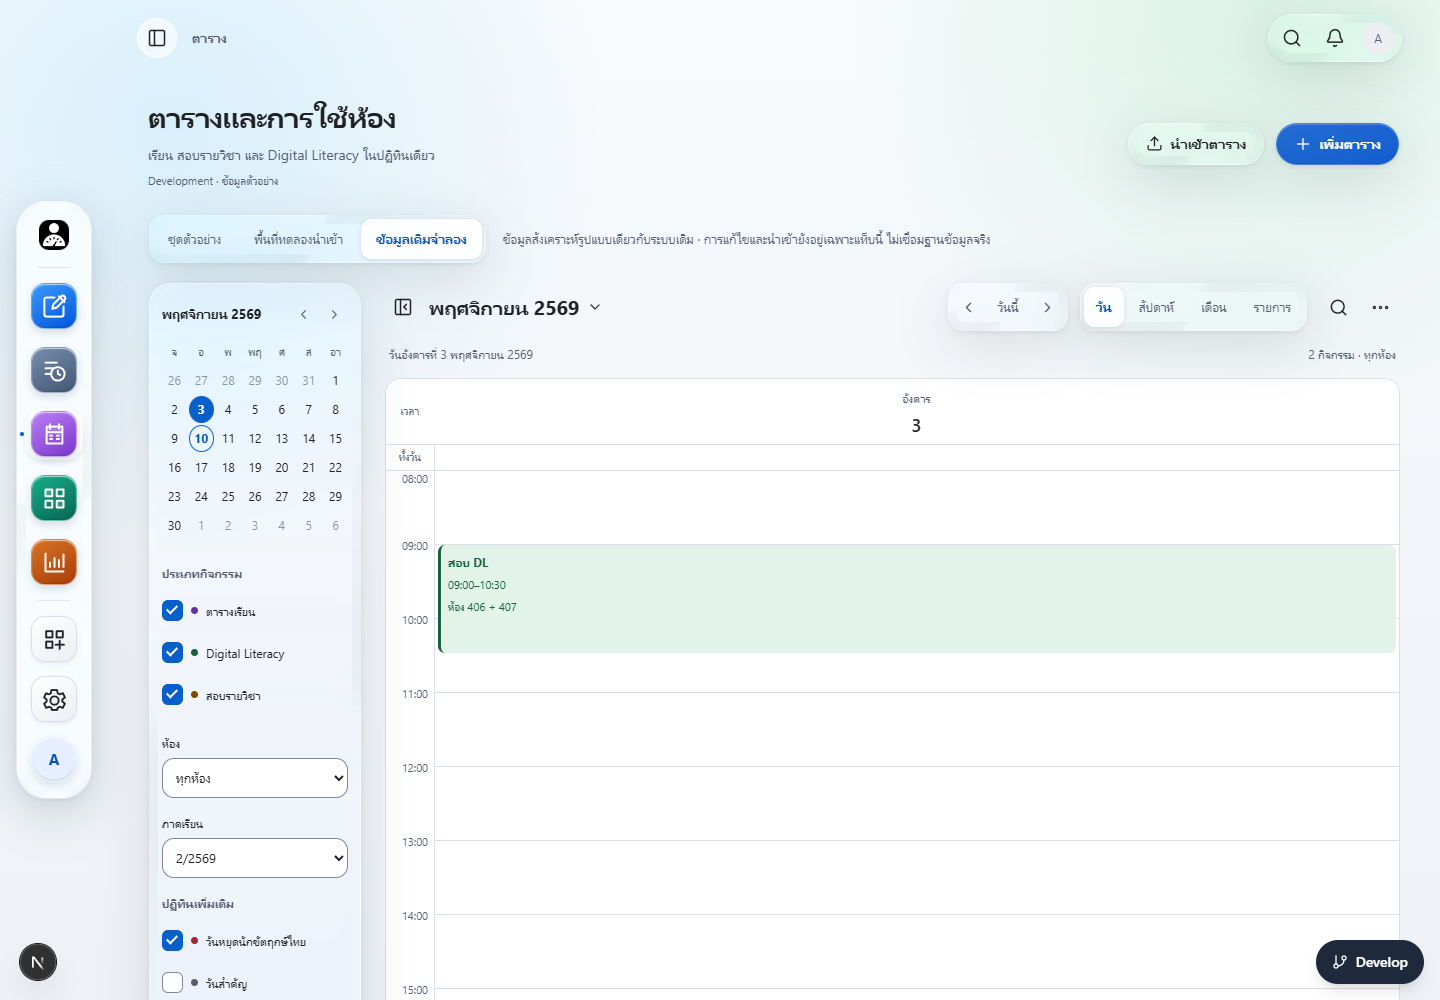 ตาราง
A
ตารางและการใช้ห้อง
เรียน สอบรายวิชา และ Digital Literacy ในปฏิทินเดียว
Development · ข้อมูลตัวอย่าง
นำเข้าตาราง
เพิ่มตาราง
ชุดตัวอย่าง
พื้นที่ทดลองนำเข้า
ข้อมูลเดิมจำลอง
ข้อมูลสังเคราะห์รูปแบบเดียวกับระบบเดิม · การแก้ไขและนำเข้ายังอยู่เฉพาะแท็บนี้ ไม่เชื่อมฐานข้อมูลจริง
พฤศจิกายน 2569
จ อ พ พฤ ศ ส อา
26 27 28 29 30 31 1
2 3 4 5 6 7 8
9 10 11 12 13 14 15
16 17 18 19 20 21 22
23 24 25 26 27 28 29
30 1 2 3 4 5 6
ประเภทกิจกรรม
ตารางเรียน
Digital Literacy
สอบรายวิชา
ห้อง
ทุกห้อง
ภาคเรียน
2/2569
ปฏิทินเพิ่มเติม
วันหยุดนักขัตฤกษ์ไทย
วันสำคัญ
A
N
พฤศจิกายน 2569
วันนี้
วัน
สัปดาห์
เดือน
รายการ
วันอังคารที่ 3 พฤศจิกายน 2569
2 กิจกรรม · ทุกห้อง
เวลา
อังคาร
3
ทั้งวัน
08:00
09:00
สอบ DL
09:00–10:30
ห้อง 406 + 407
10:00
11:00
12:00
13:00
14:00
15:00
Develop